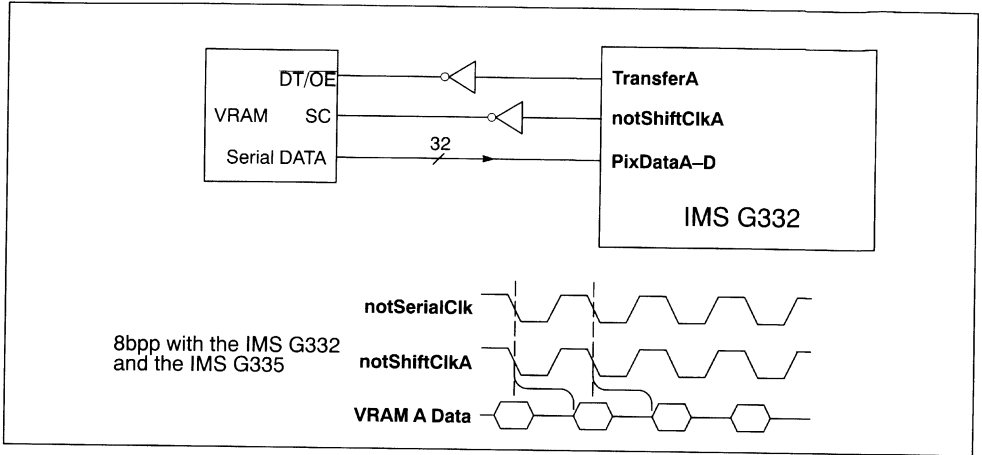 DT/OE
TransferA
VRAM SC
notShiftClkA
32
Serial DATA
PixDataA–D
IMS G332
notSerialClk
8bpp with the IMS G332
and the IMS G335
notShiftClkA
VRAM A Data